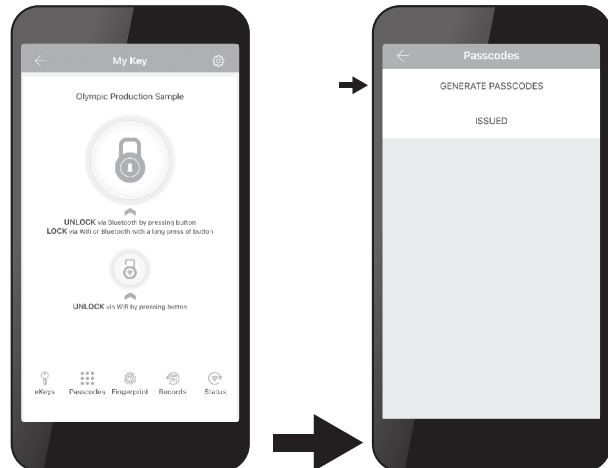 My Key
Olympic Production Sample
UNLOCK via Bluetooth by pressing button
LOCK via Wifi or Bluetooth with a long press of button
UNLOCK via Wifi by pressing button
eKeys Passcodes Fingerprint Records Status
Passcodes
GENERATE PASSCODES
ISSUED